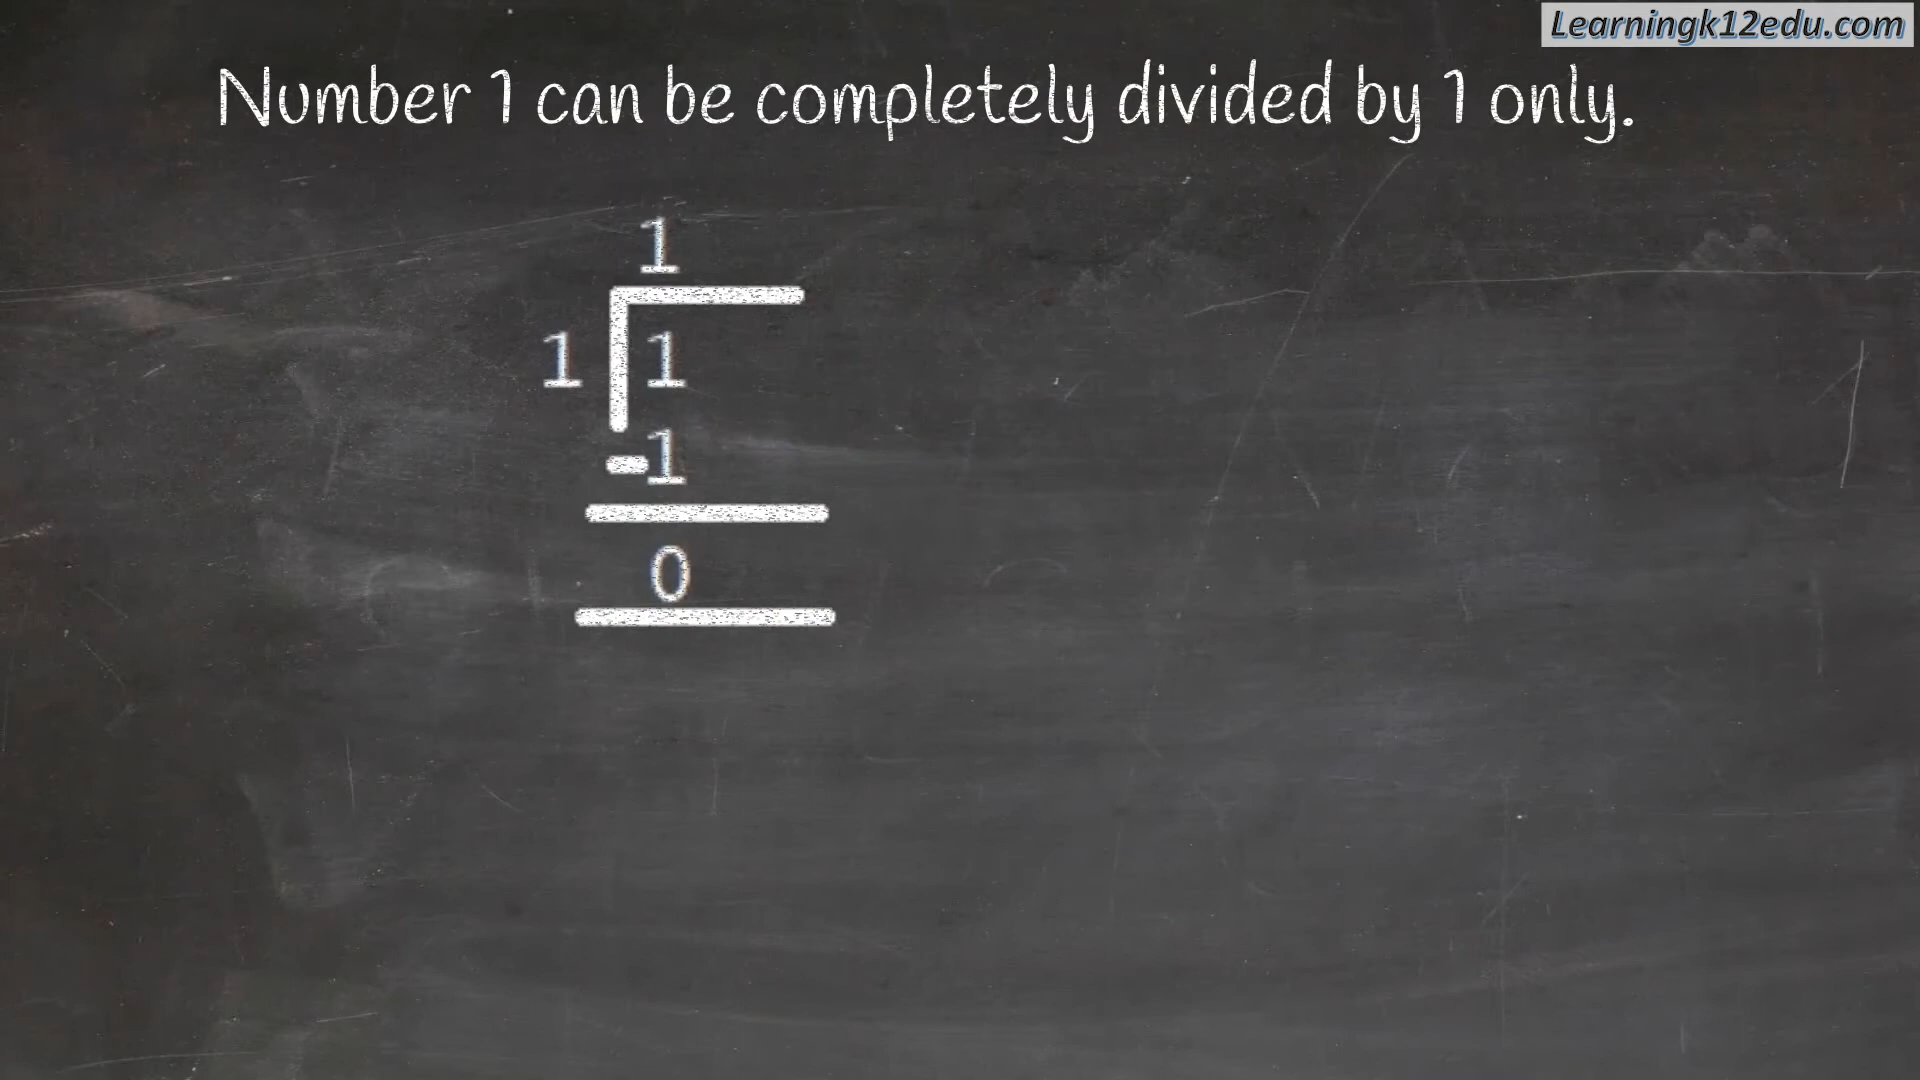 Learningk12edu.com
Number 1 can be completely divided by 1 only.
1
1 1
-1
0